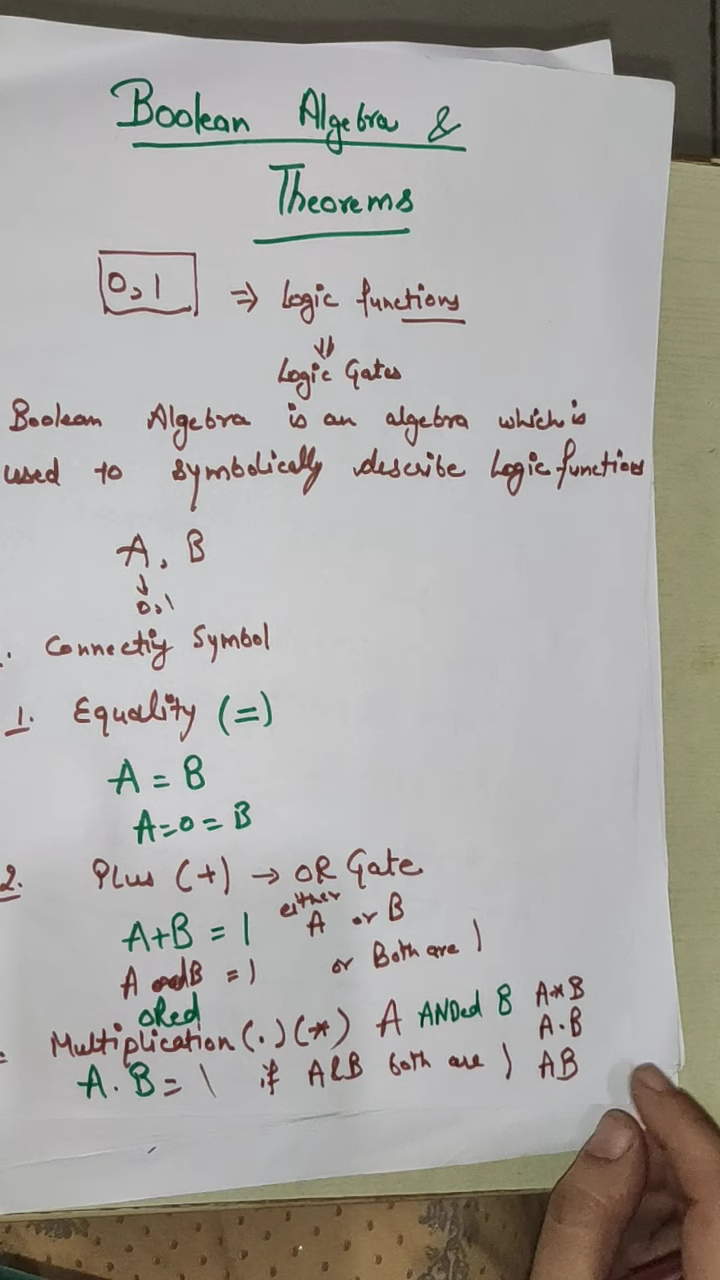 Boolean Algebra &
Theorems
0,1 ⇒ Logic functions
⇓
Logic Gates
Boolean Algebra is an algebra which is
used to symbolically describe Logic functions
A, B
↓
0,1
. Connectig Symbol
1. Equality (=)
A = B
A=0=B
2. Plus (+) → OR Gate
A+B = 1 either A or B
A B = 1 or Both are 1
ORed
Multiplication (.) (*) A ANDed B A*B
A.B
A.B = 1 if A&B both are 1 AB